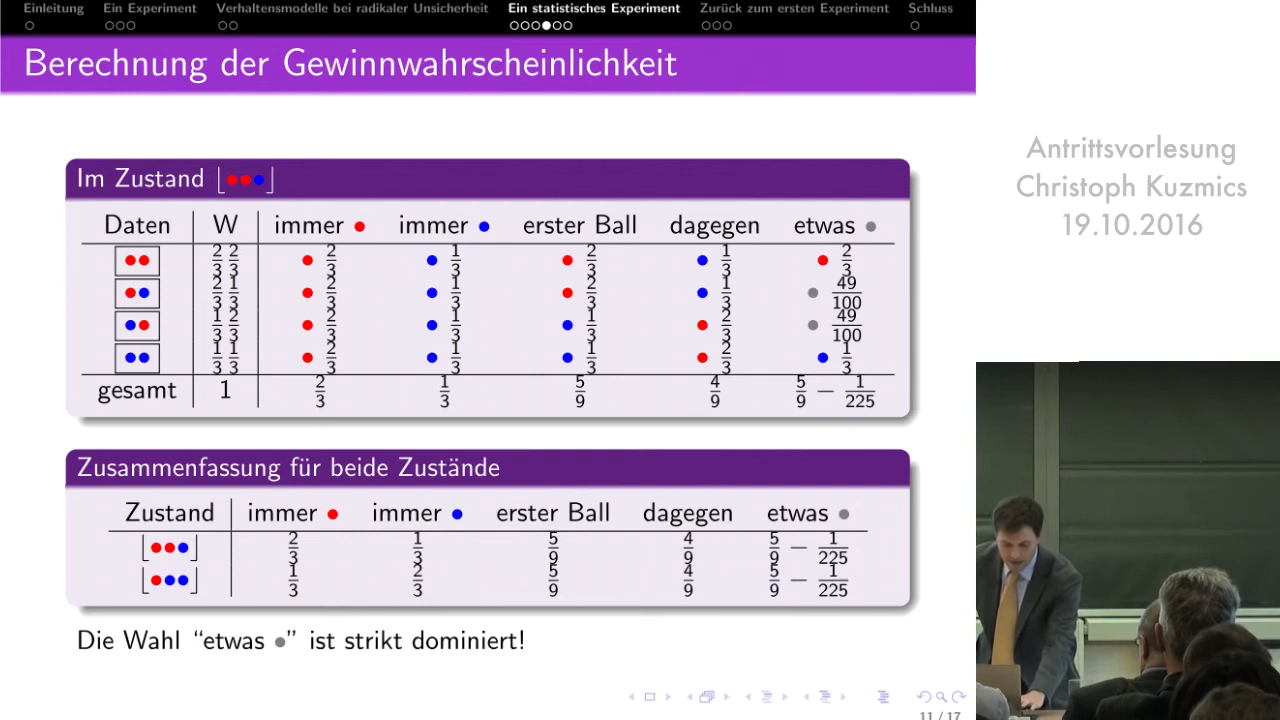 Einleitung Ein Experiment Verhaltensmodelle bei radikaler Unsicherheit Ein statistisches Experiment Zurück zum ersten Experiment Schluss
Berechnung der Gewinnwahrscheinlichkeit
Antrittsvorlesung
Christoph Kuzmics
19.10.2016
Im Zustand ⌊●●●⌋
Daten W immer ● immer ● erster Ball dagegen etwas ●
●● 2/3 2/3 ● 2/3 ● 1/3 ● 2/3 ● 1/3 ● 2/3
●● 2/3 1/3 ● 2/3 ● 1/3 ● 2/3 ● 1/3 ● 49/100
●● 1/3 2/3 ● 2/3 ● 1/3 ● 1/3 ● 2/3 ● 49/100
●● 1/3 1/3 ● 2/3 ● 1/3 ● 1/3 ● 2/3 ● 1/3
gesamt 1 2/3 1/3 5/9 4/9 5/9 − 1/225
Zusammenfassung für beide Zustände
Zustand immer ● immer ● erster Ball dagegen etwas ●
⌊●●●⌋ 2/3 1/3 5/9 4/9 5/9 − 1/225
⌊●●●⌋ 1/3 2/3 5/9 4/9 5/9 − 1/225
Die Wahl “etwas ●” ist strikt dominiert!
11 / 17